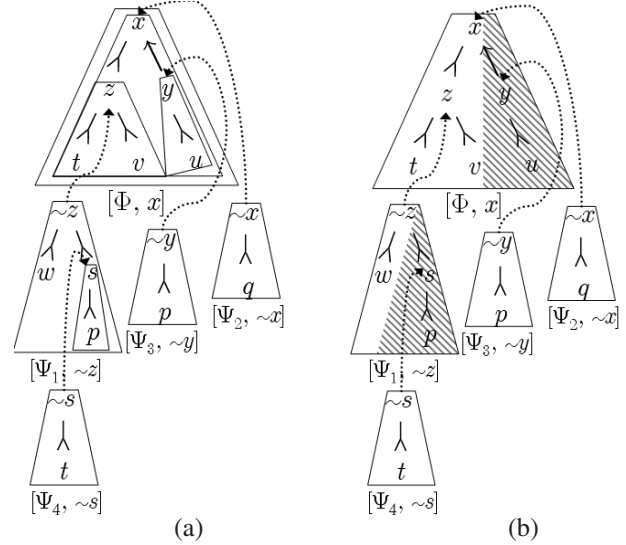 x
z y
t v u
[Φ, x]
∼z ∼y ∼x
w s
p p q
[Ψ₁, ∼z] [Ψ₃, ∼y] [Ψ₂, ∼x]
∼s
t
[Ψ₄, ∼s]
(a)
x
z y
t v u
[Φ, x]
∼z ∼y ∼x
w s
p p q
[Ψ₁, ∼z] [Ψ₃, ∼y] [Ψ₂, ∼x]
∼s
t
[Ψ₄, ∼s]
(b)